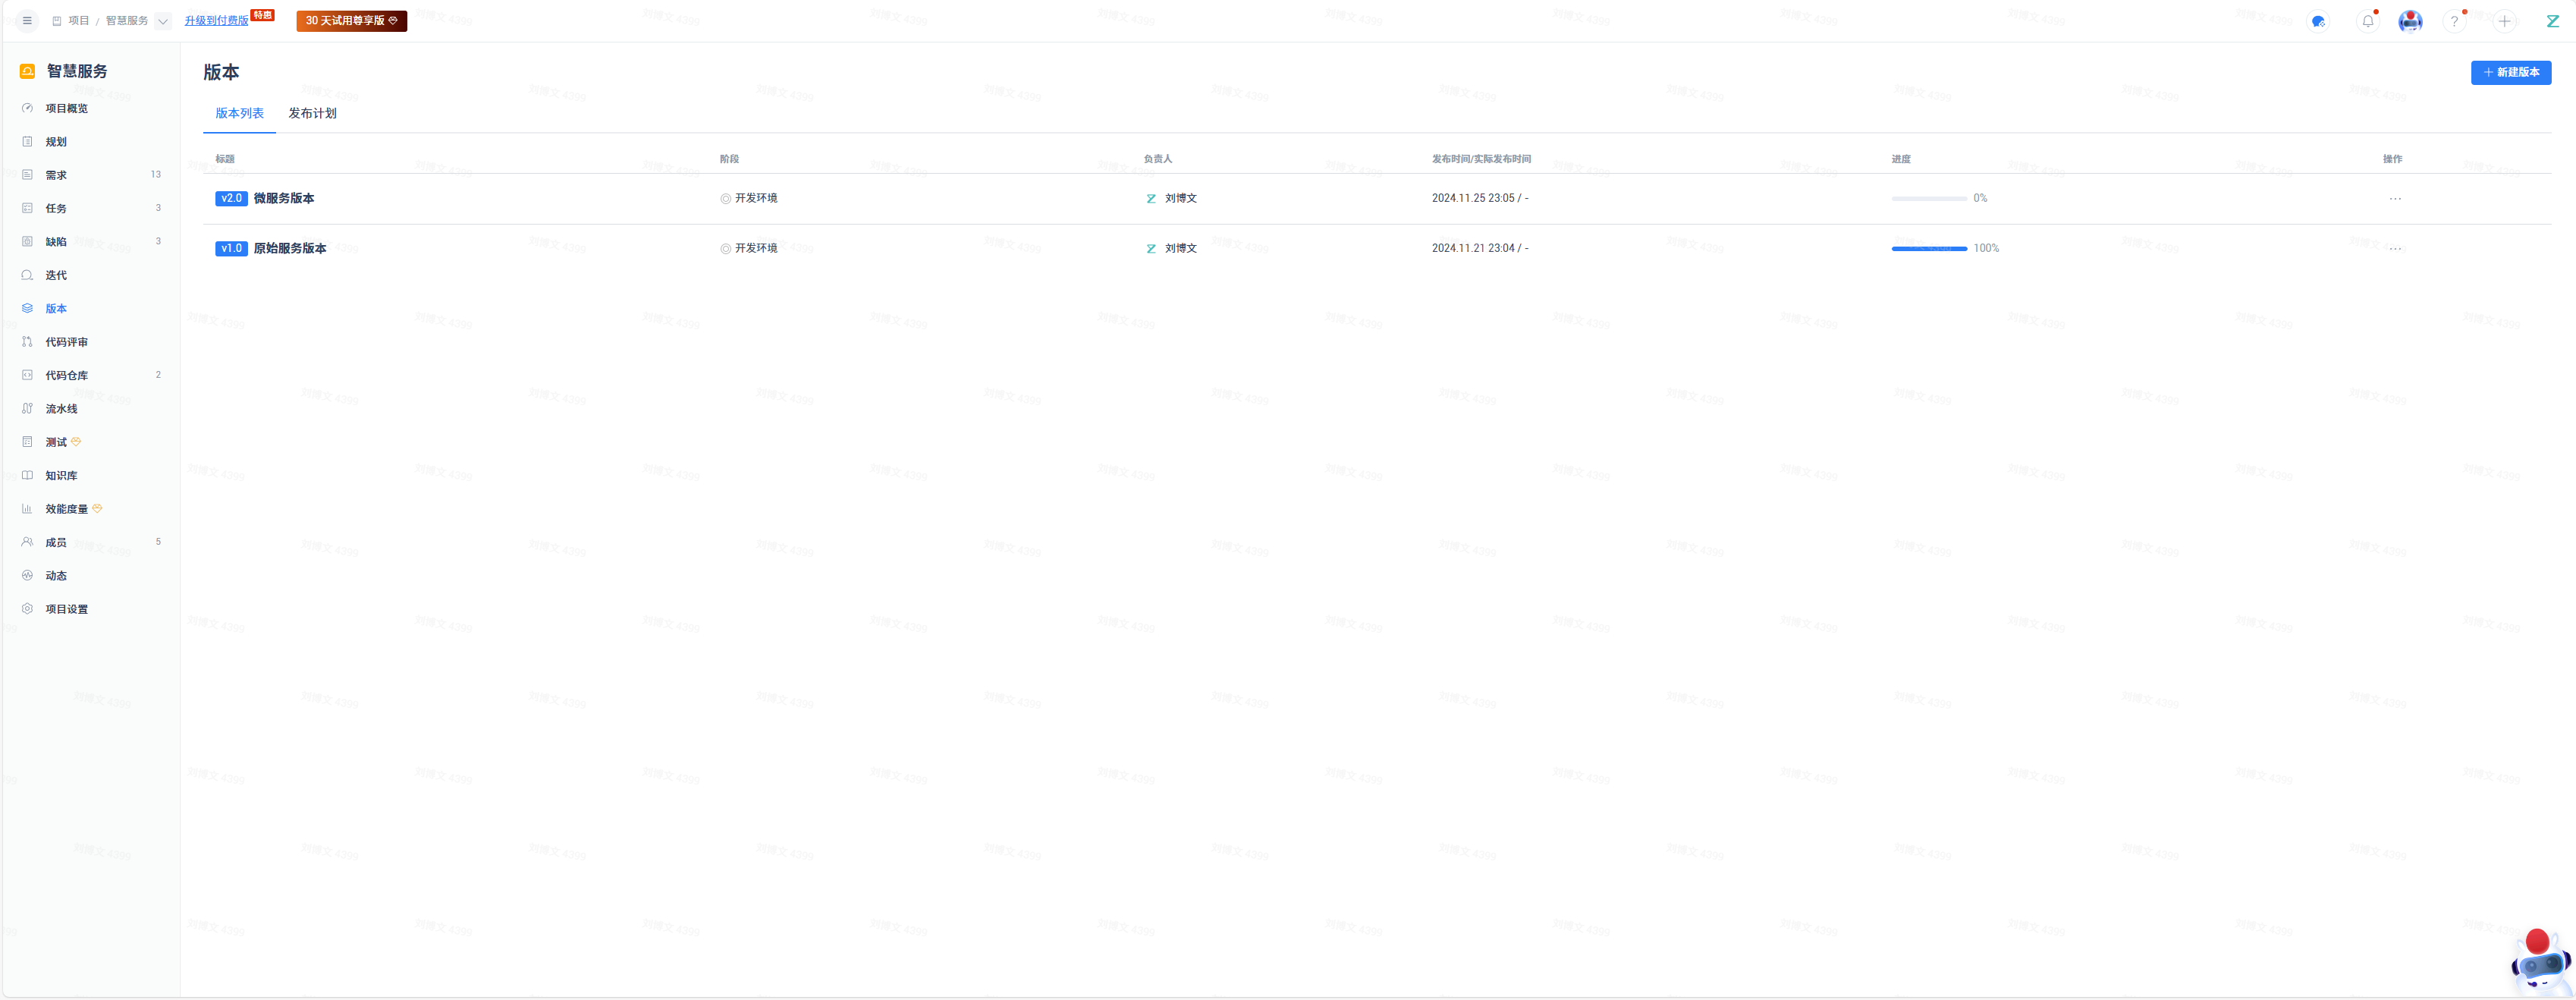 项目 / 智慧服务 升级到付费版 特惠 30 天试用尊享版
智慧服务
项目概览
规划
需求 13
任务 3
缺陷 3
迭代
版本
代码评审
代码仓库 2
流水线
测试
知识库
效能度量
成员 5
动态
项目设置
版本
新建版本
版本列表 发布计划
标题 阶段 负责人 发布时间/实际发布时间 进度 操作
v2.0 微服务版本 开发环境 刘博文 2024.11.25 23:05 / - 0% ...
v1.0 原始服务版本 开发环境 刘博文 2024.11.21 23:04 / - 100% ...
刘博文 4399